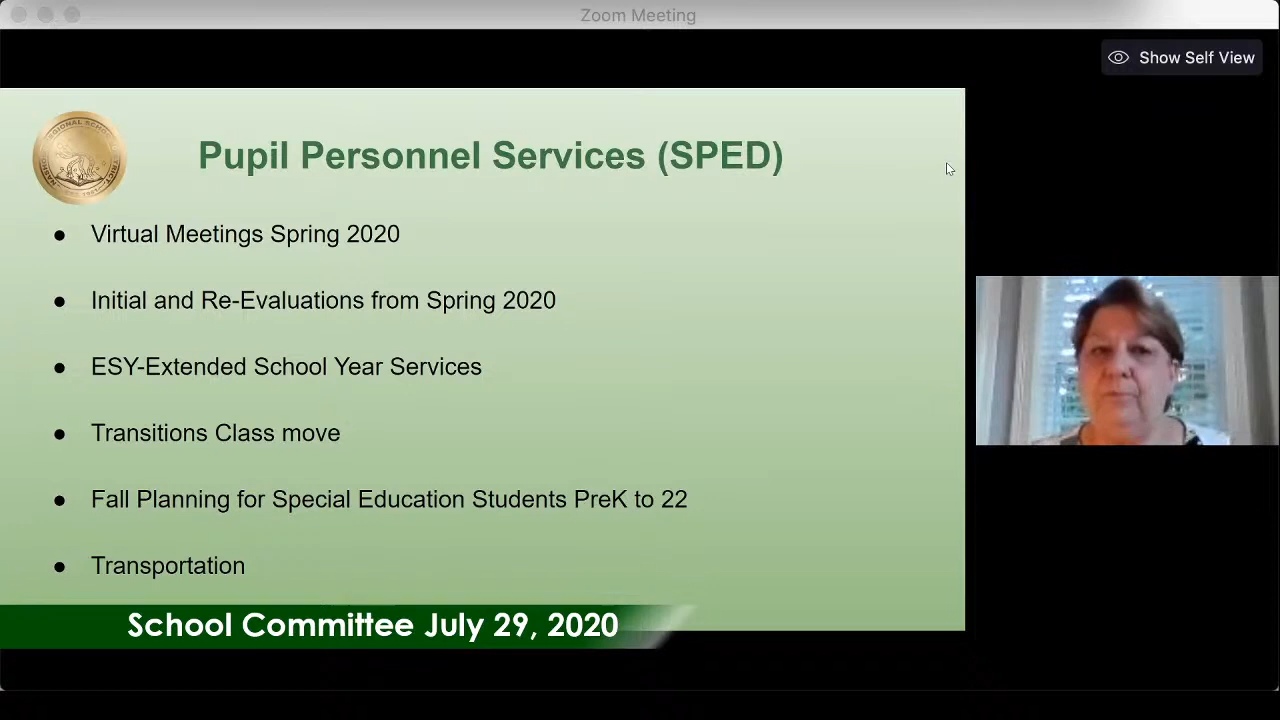 Zoom Meeting
Show Self View
Pupil Personnel Services (SPED)
● Virtual Meetings Spring 2020
● Initial and Re-Evaluations from Spring 2020
● ESY-Extended School Year Services
● Transitions Class move
● Fall Planning for Special Education Students PreK to 22
● Transportation
School Committee July 29, 2020